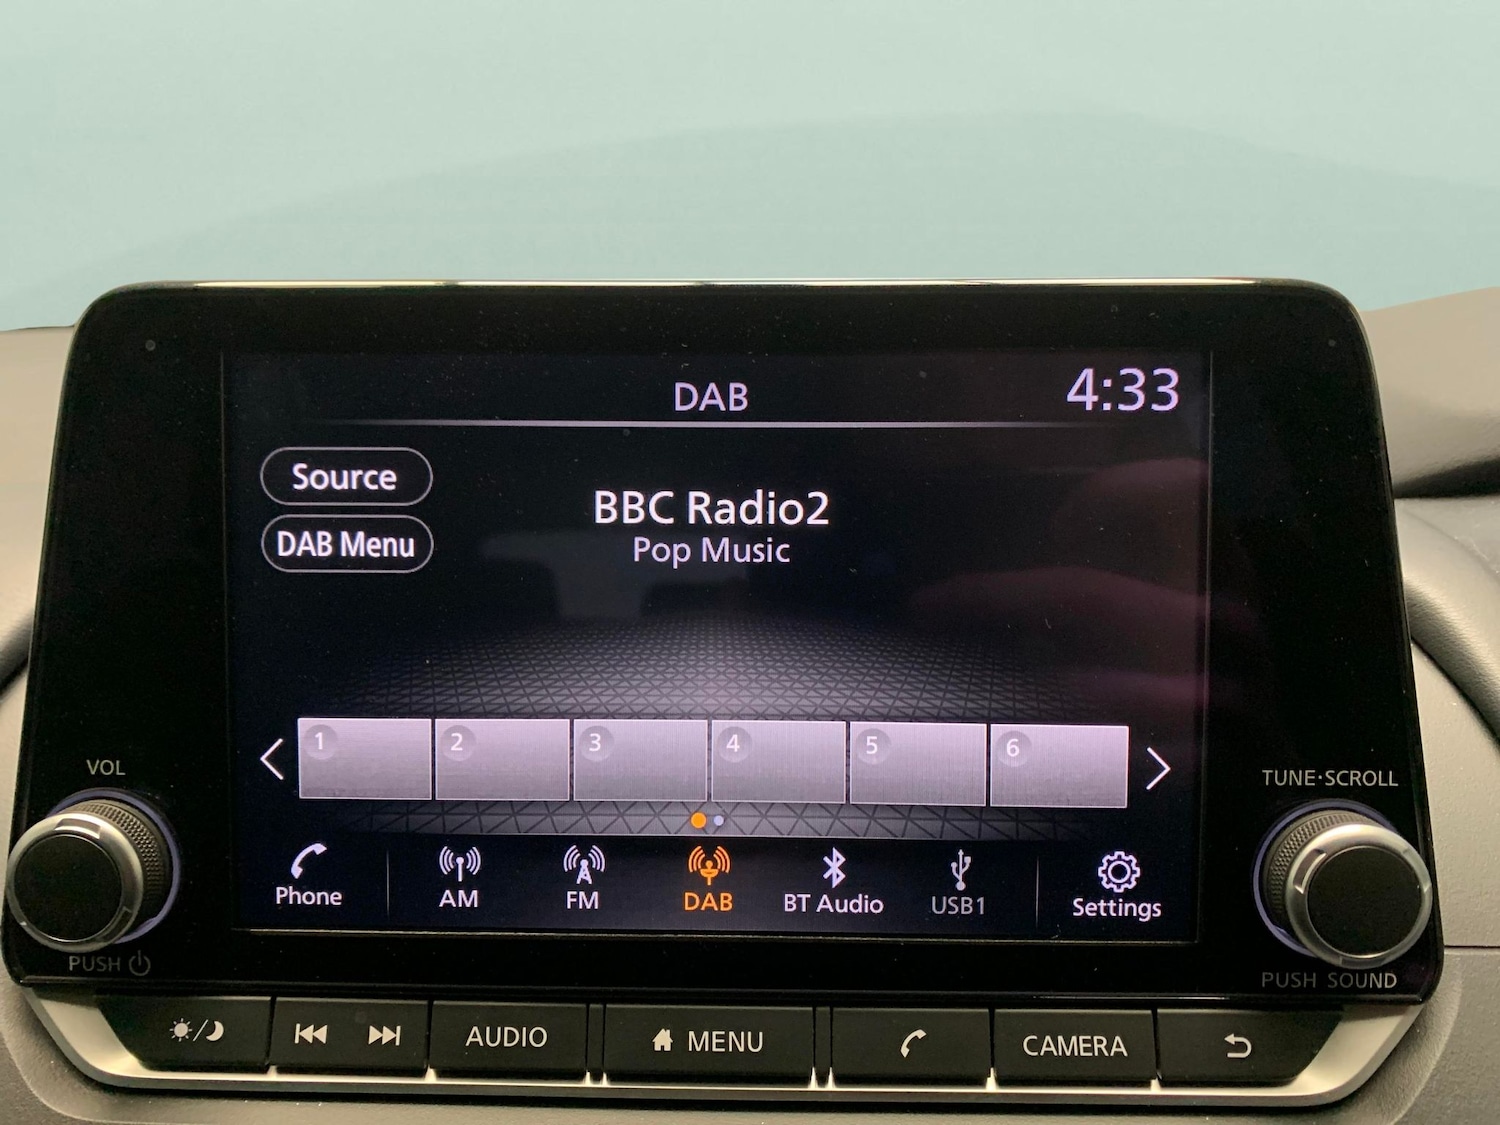 DAB
4:33
Source
DAB Menu
BBC Radio2
Pop Music
1 2 3 4 5 6
VOL
TUNE·SCROLL
Phone AM FM DAB BT Audio USB1 Settings
PUSH
PUSH SOUND
AUDIO MENU CAMERA